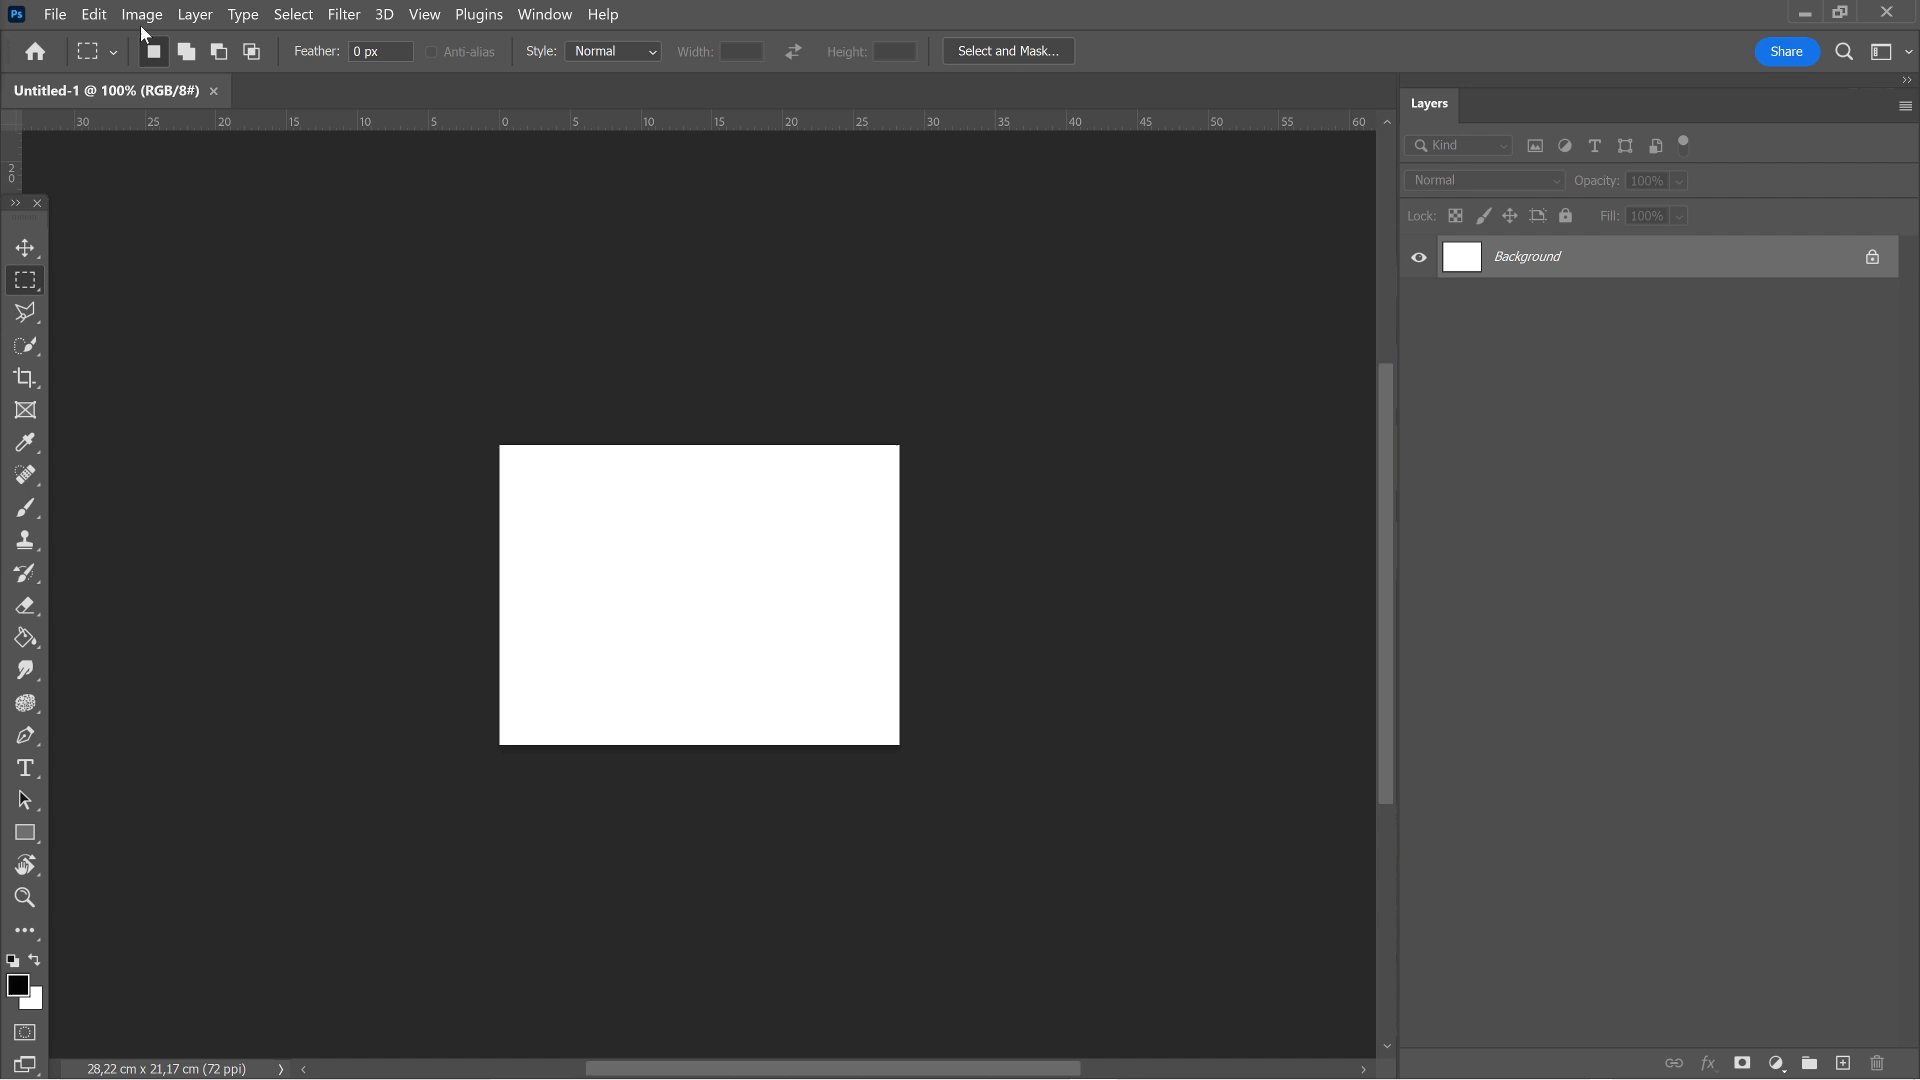 Ps File Edit Image Layer Type Select Filter 3D View Plugins Window Help
Feather: 0 px Anti-alias Style: Normal Width: Height: Select and Mask... Share
Untitled-1 @ 100% (RGB/8#)
30 25 20 15 10 5 0 5 10 15 20 25 30 35 40 45 50 55 60
2
0
Layers
Kind
Normal Opacity: 100%
Lock: Fill: 100%
Background
28,22 cm x 21,17 cm (72 ppi)